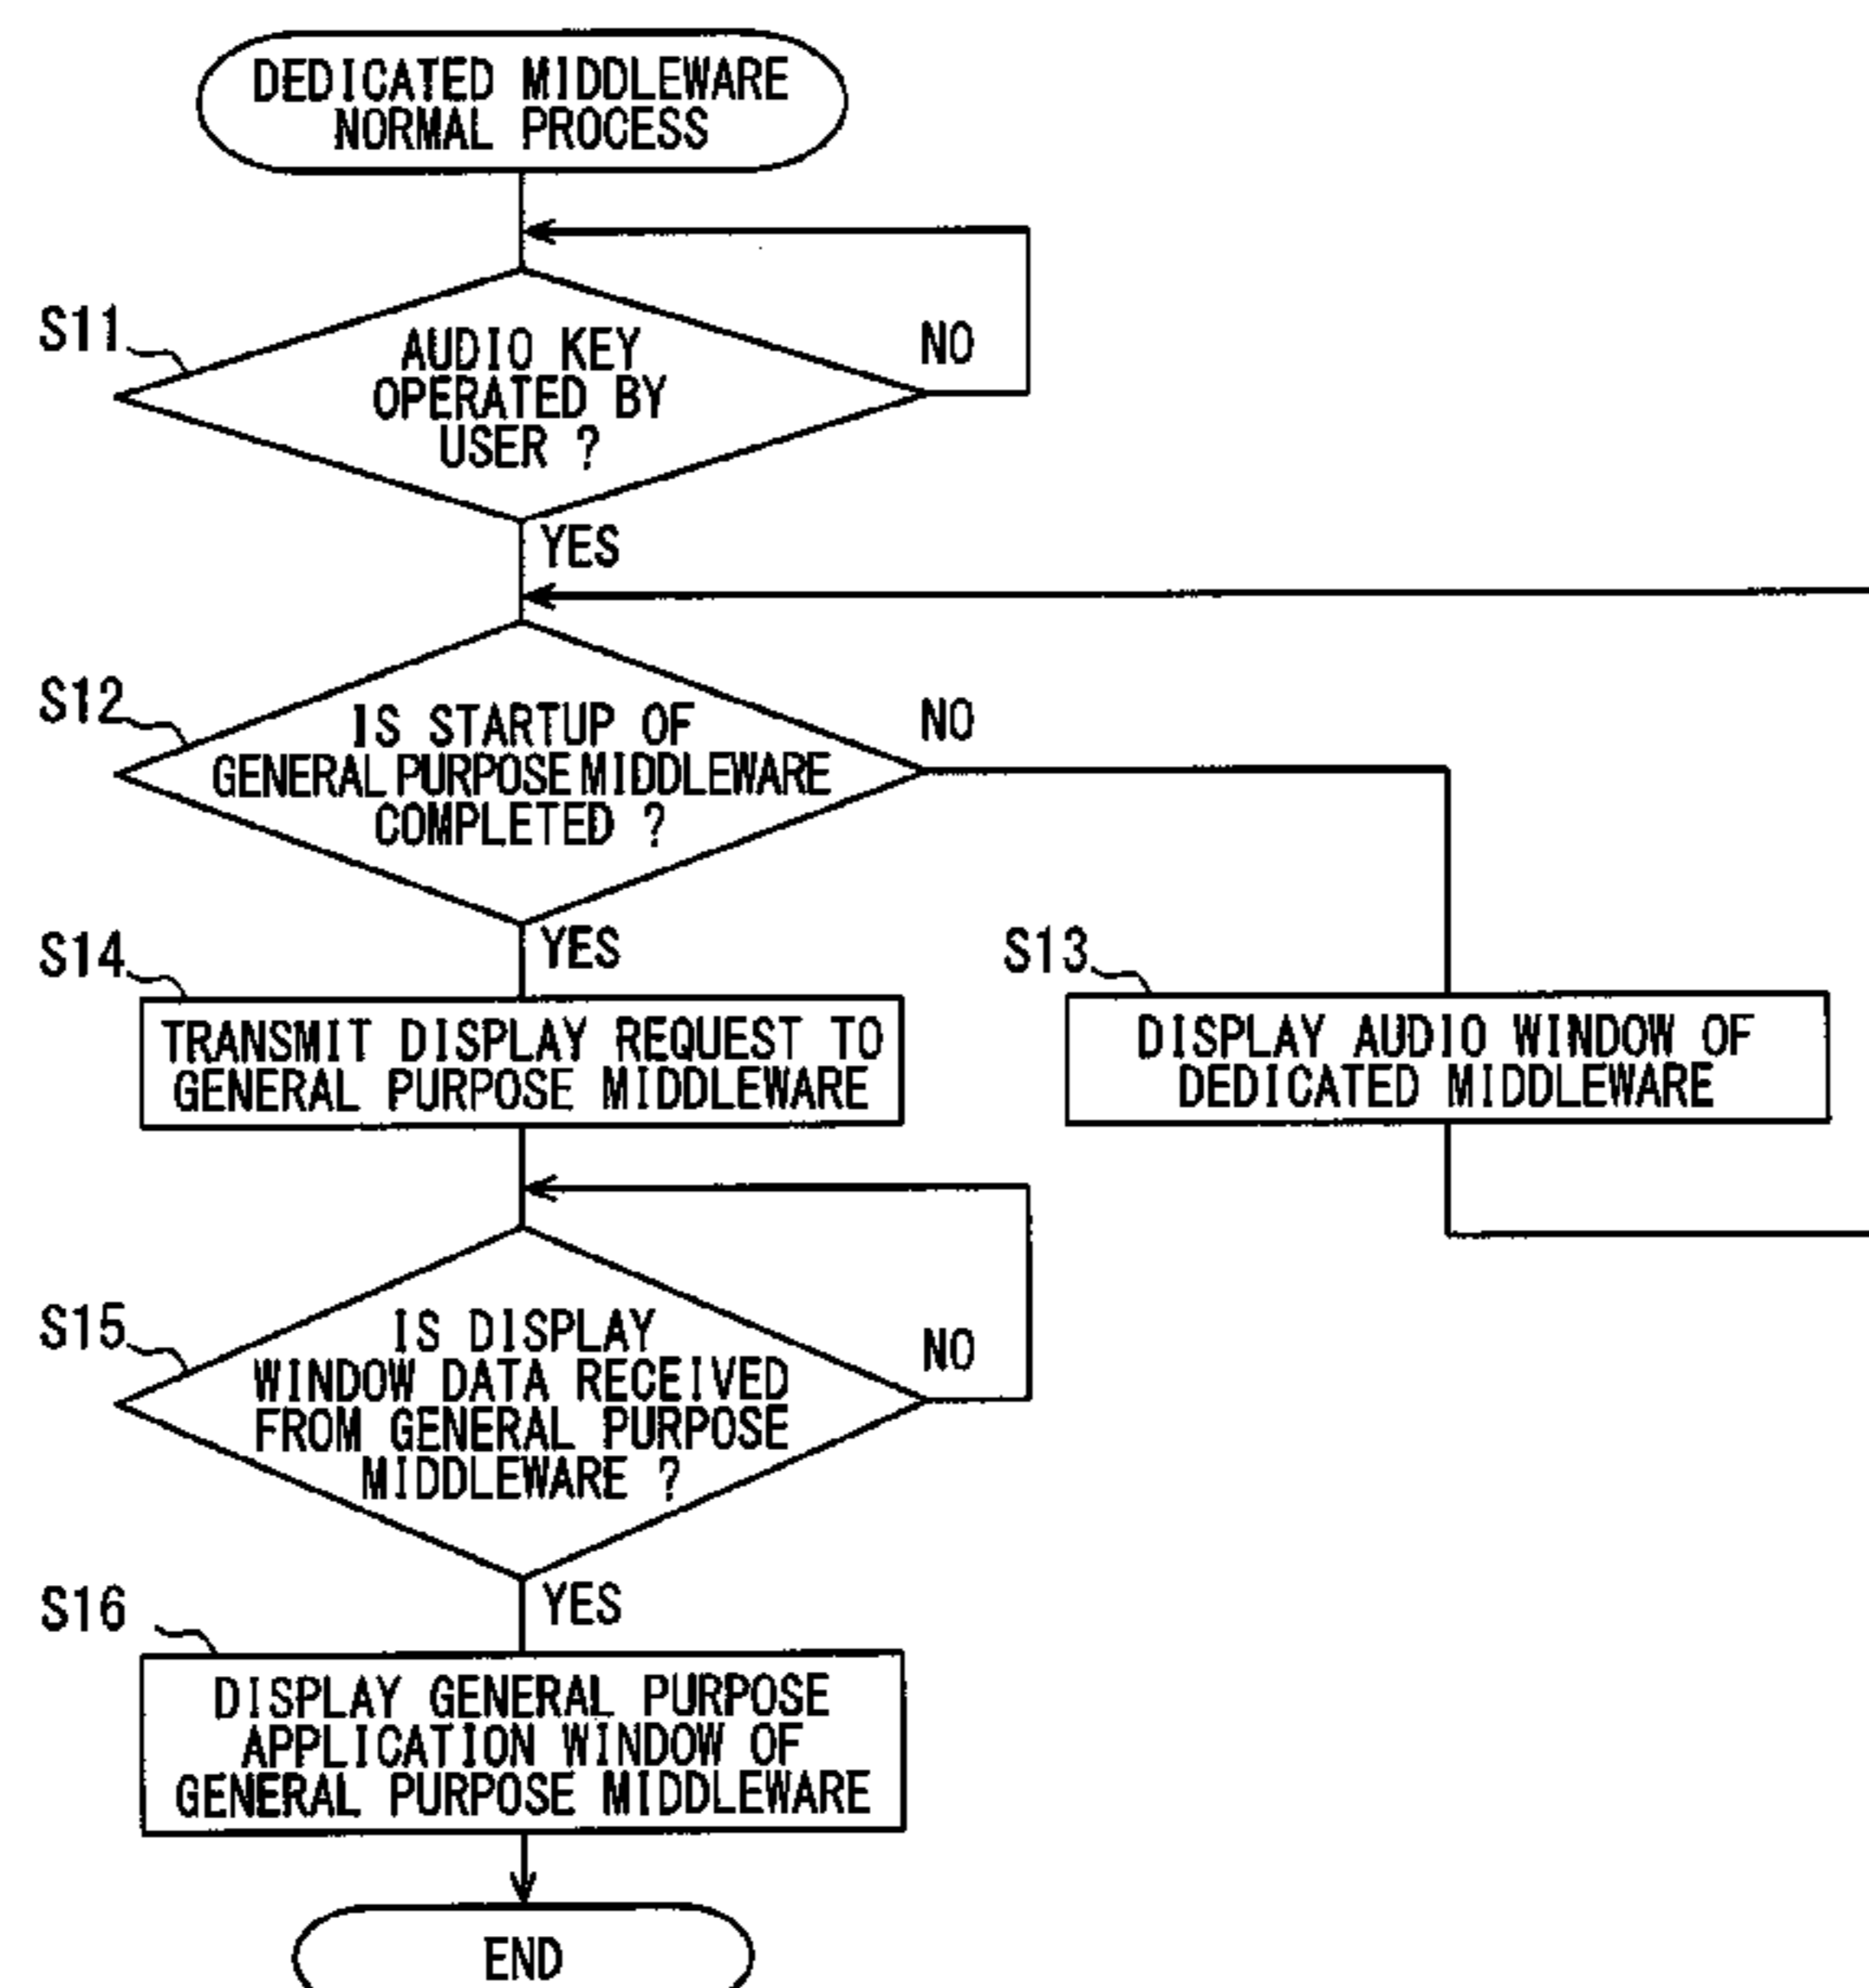 DEDICATED MIDDLEWARE
NORMAL PROCESS
S11
AUDIO KEY
OPERATED BY
USER ?
NO
YES
S12
IS STARTUP OF
GENERAL PURPOSE MIDDLEWARE
COMPLETED ?
NO
YES
S14
TRANSMIT DISPLAY REQUEST TO
GENERAL PURPOSE MIDDLEWARE
S13
DISPLAY AUDIO WINDOW OF
DEDICATED MIDDLEWARE
S15
IS DISPLAY
WINDOW DATA RECEIVED
FROM GENERAL PURPOSE
MIDDLEWARE ?
NO
YES
S16
DISPLAY GENERAL PURPOSE
APPLICATION WINDOW OF
GENERAL PURPOSE MIDDLEWARE
END